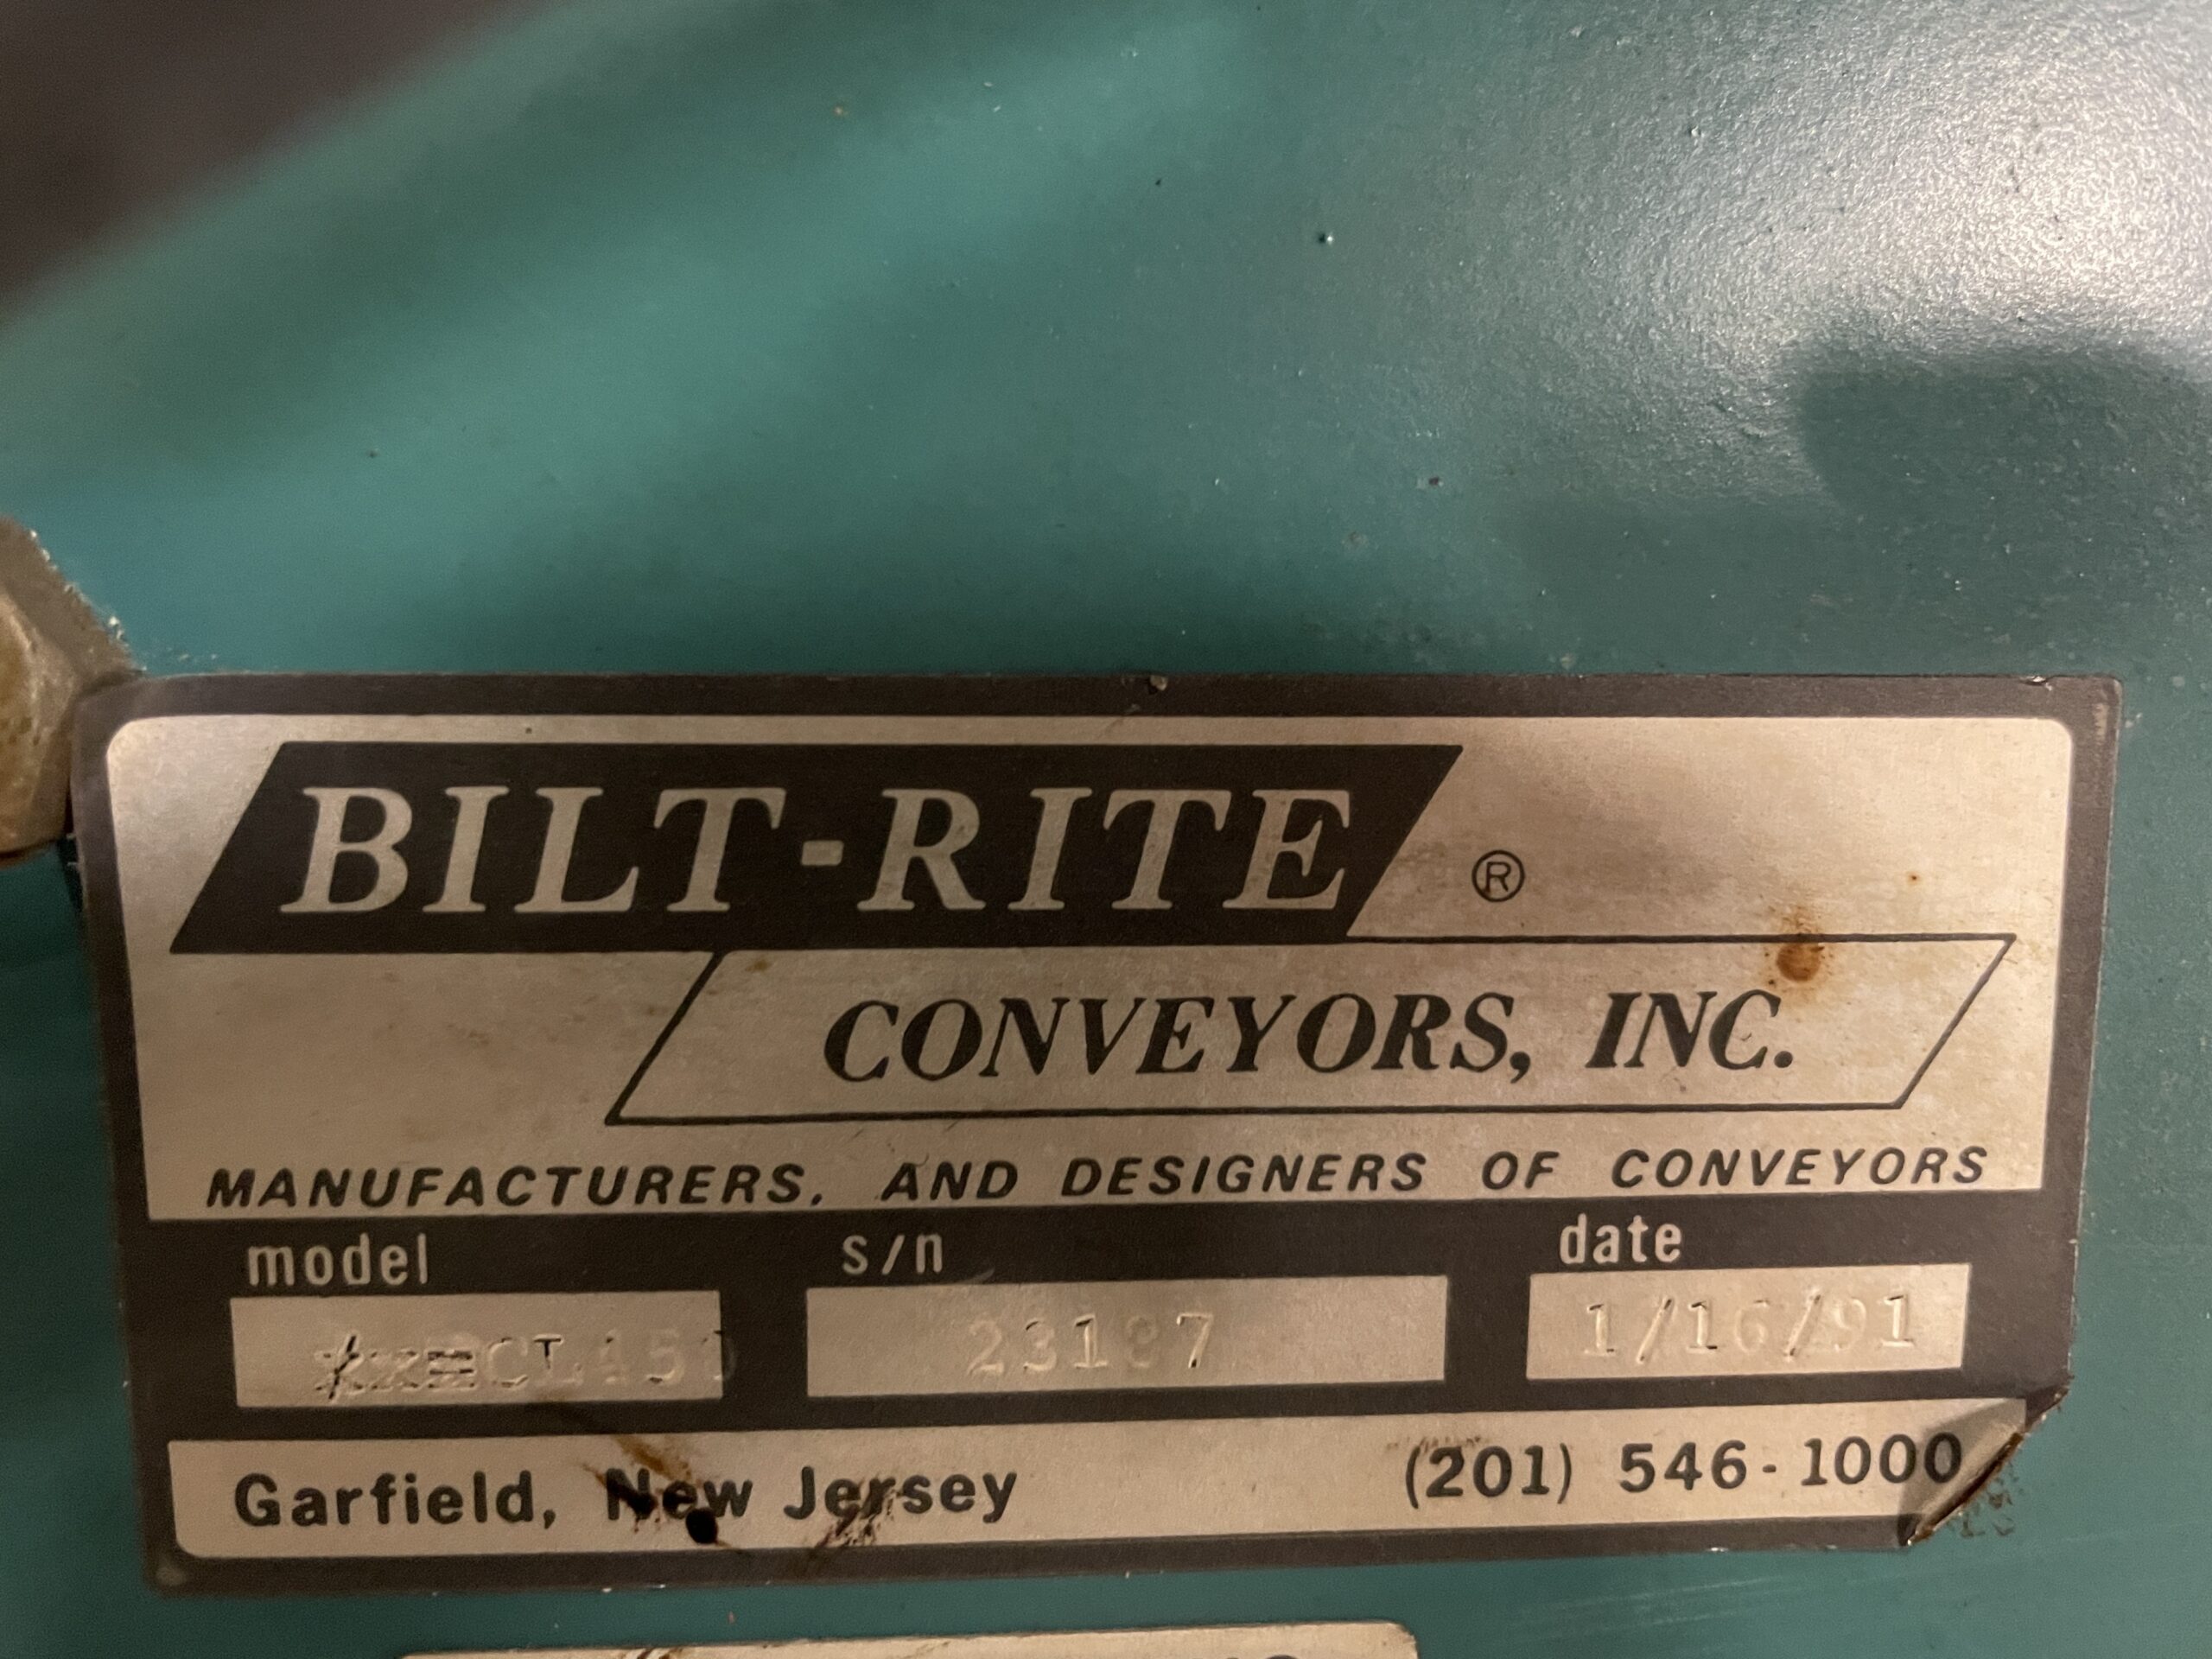 BILT-RITE ®
CONVEYORS, INC.
MANUFACTURERS, AND DESIGNERS OF CONVEYORS
model s/n date
23187 1/16/91
Garfield, New Jersey (201) 546-1000